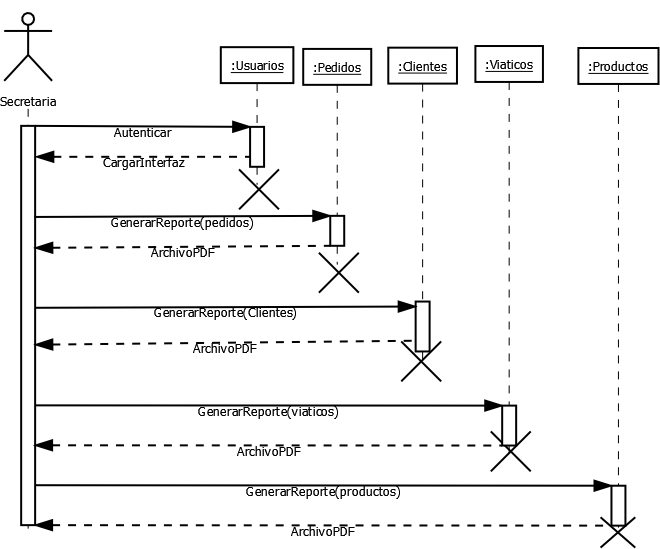 :Usuarios
:Pedidos
:Clientes
:Viaticos
:Productos
Secretaria
Autenticar
CargarInterfaz
GenerarReporte(pedidos)
ArchivoPDF
GenerarReporte(Clientes)
ArchivoPDF
GenerarReporte(viaticos)
ArchivoPDF
GenerarReporte(productos)
ArchivoPDF